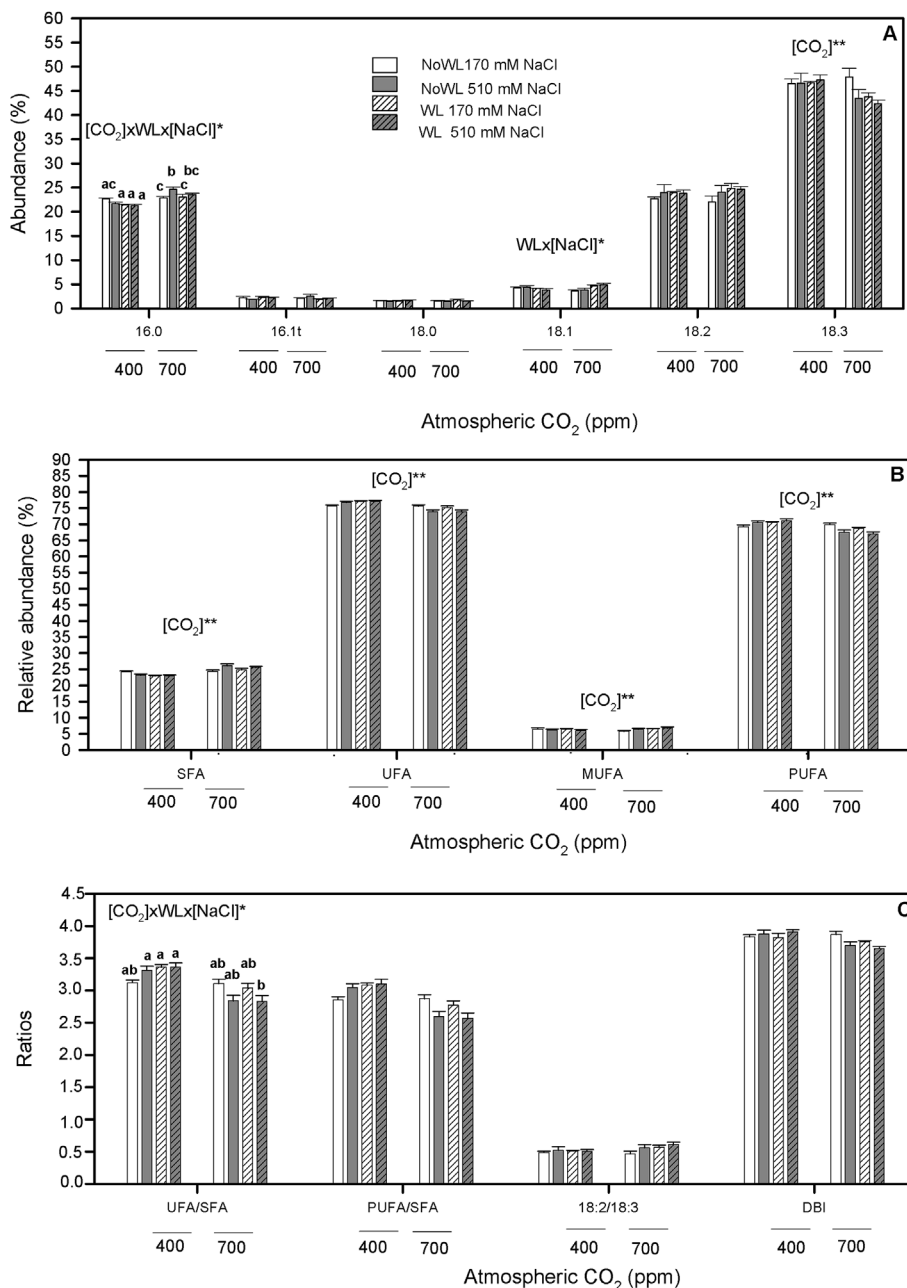 A
60
55
50
45
40
35
30
25
20
15
10
5
0
Abundance (%)
NoWL170 mM NaCl
NoWL 510 mM NaCl
WL 170 mM NaCl
WL 510 mM NaCl
[CO2]**
[CO2]xWLx[NaCl]*
ac a a a c b c bc
WLx[NaCl]*
16.0 16.1t 18.0 18.1 18.2 18.3
400 700 400 700 400 700 400 700 400 700 400 700
Atmospheric CO2 (ppm)
B
90
85
80
75
70
65
60
55
50
45
40
35
30
25
20
15
10
5
0
Relative abundance (%)
[CO2]**
[CO2]**
[CO2]**
[CO2]**
SFA UFA MUFA PUFA
400 700 400 700 400 700 400 700
Atmospheric CO2 (ppm)
C
4.5
4.0
3.5
3.0
2.5
2.0
1.5
1.0
0.5
0.0
Ratios
[CO2]xWLx[NaCl]*
ab a a a ab ab ab b
UFA/SFA PUFA/SFA 18:2/18:3 DBI
400 700 400 700 400 700 400 700
Atmospheric CO2 (ppm)